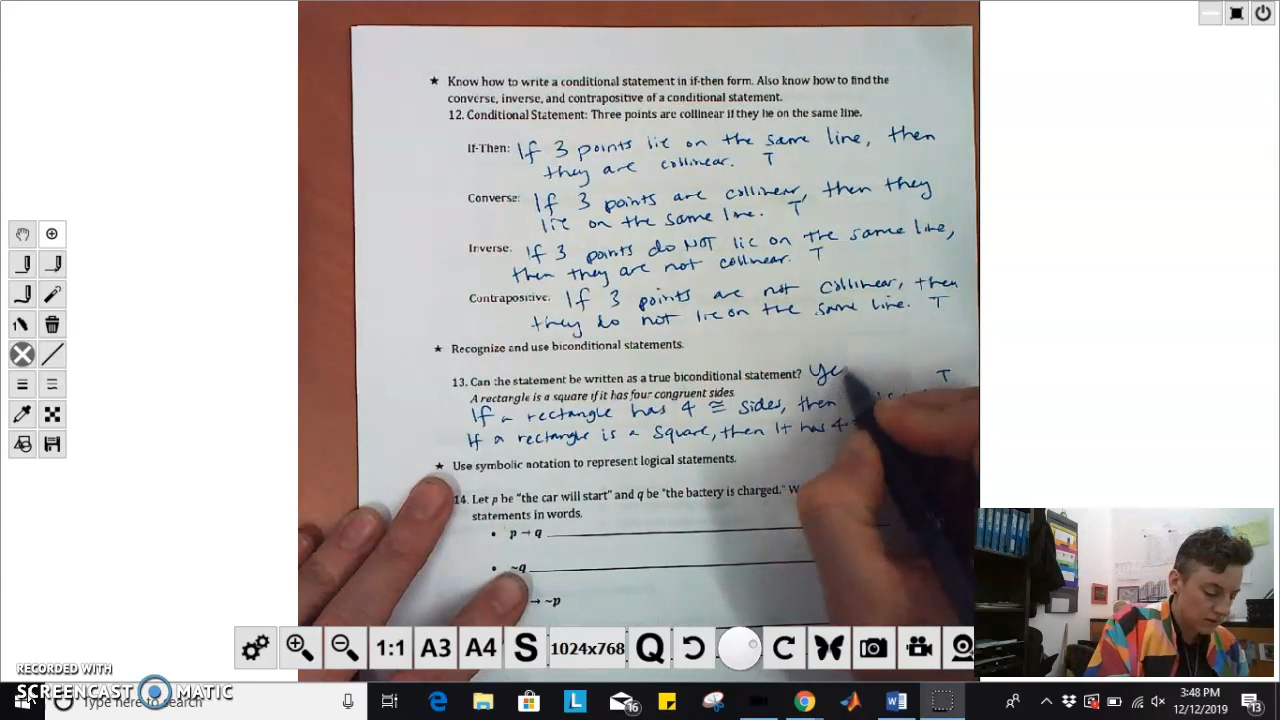 ★ Know how to write a conditional statement in if-then form. Also know how to find the
converse, inverse, and contrapositive of a conditional statement.
12. Conditional Statement: Three points are collinear if they lie on the same line.
If-Then: If 3 points lie on the same line, then
they are collinear. T
Converse: If 3 points are collinear, then they
lie on the same line. T
Inverse: If 3 points do NOT lie on the same line,
then they are not collinear. T
Contrapositive: If 3 points are not collinear, then
they do not lie on the same line. T
★ Recognize and use biconditional statements.
13. Can the statement be written as a true biconditional statement? Ye
A rectangle is a square if it has four congruent sides.
If a rectangle has 4 ≅ sides, then T
If a rectangle is a square, then it has 4
★ Use symbolic notation to represent logical statements.
14. Let p be "the car will start" and q be "the battery is charged." W
statements in words.
• p → q
• ~q
→ ~p
1:1 A3 A4 S 1024x768 Q
RECORDED WITH
SCREENCAST MATIC
Type here to search
16
L
W
3:48 PM
12/12/2019
13